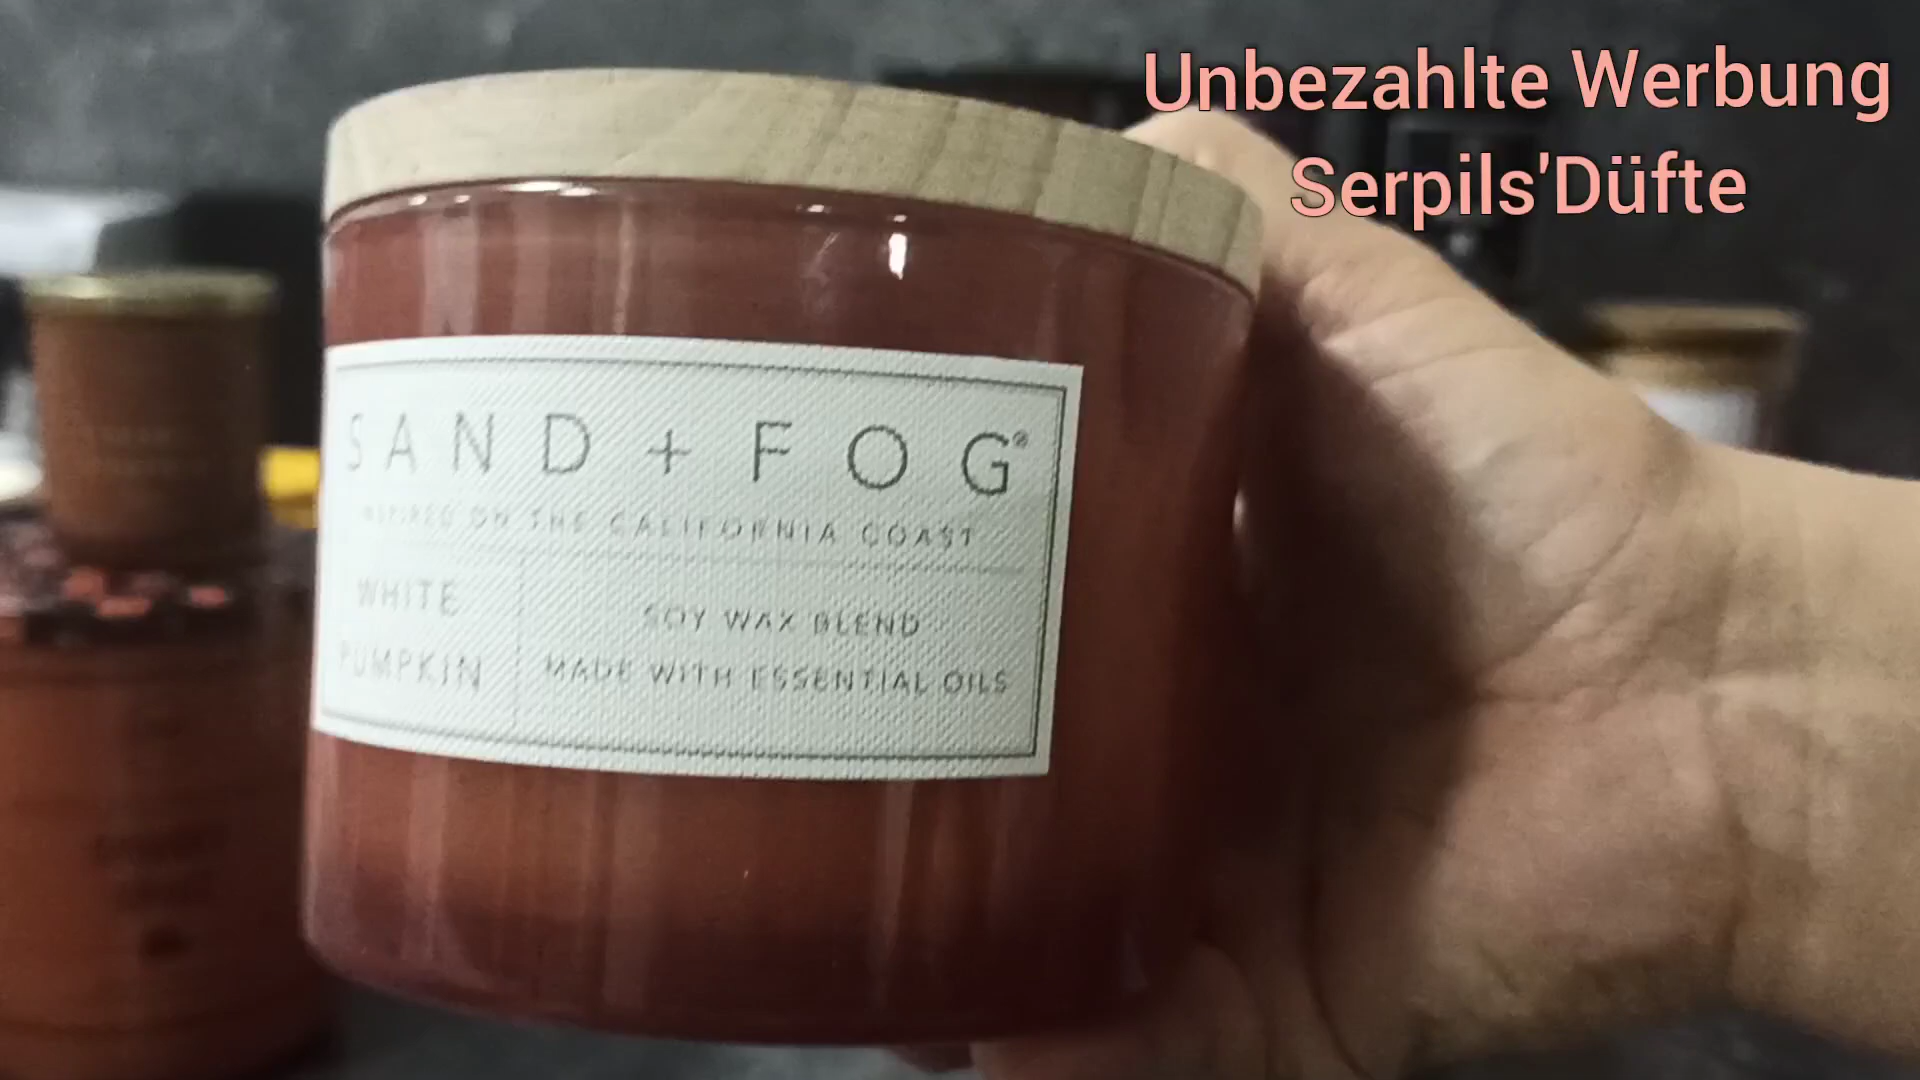 Unbezahlte Werbung
Serpils'Düfte
SAND + FOG®
INSPIRED ON THE CALIFORNIA COAST
WHITE
PUMPKIN
SOY WAX BLEND
MADE WITH ESSENTIAL OILS